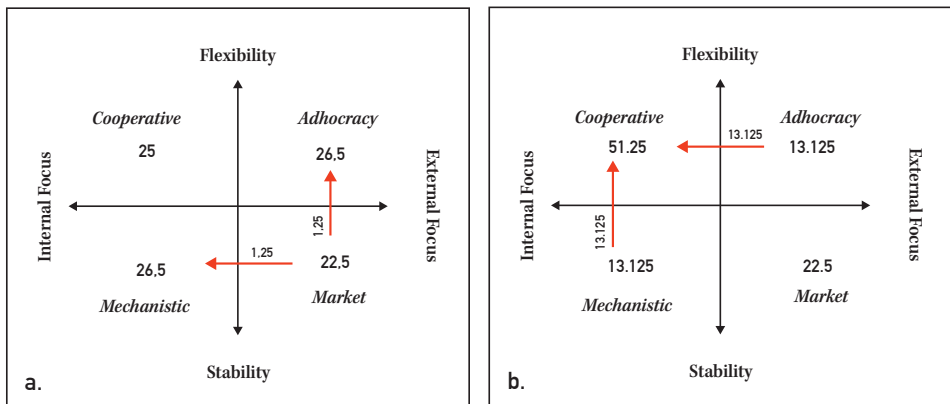 Flexibility
Cooperative
Adhocracy
25
26,5
Internal Focus
External Focus
1,25
1,25
26,5
22,5
Mechanistic
Market
Stability
a.
Flexibility
Cooperative
Adhocracy
51.25
13.125
13.125
Internal Focus
External Focus
13.125
13.125
22.5
Mechanistic
Market
Stability
b.